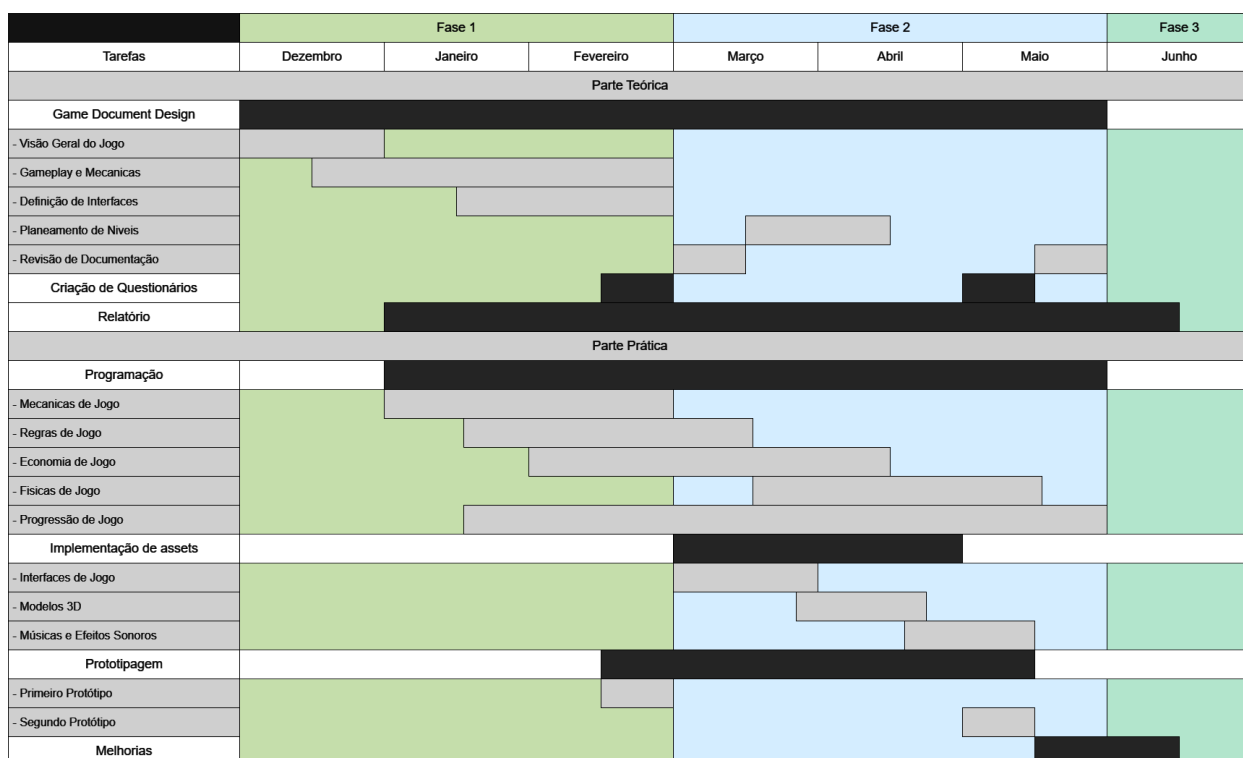 Fase 1 Fase 2 Fase 3
Tarefas Dezembro Janeiro Fevereiro Março Abril Maio Junho
Parte Teórica
Game Document Design
- Visão Geral do Jogo
- Gameplay e Mecanicas
- Definição de Interfaces
- Planeamento de Niveis
- Revisão de Documentação
Criação de Questionários
Relatório
Parte Prática
Programação
- Mecanicas de Jogo
- Regras de Jogo
- Economia de Jogo
- Fisicas de Jogo
- Progressão de Jogo
Implementação de assets
- Interfaces de Jogo
- Modelos 3D
- Músicas e Efeitos Sonoros
Prototipagem
- Primeiro Protótipo
- Segundo Protótipo
Melhorias